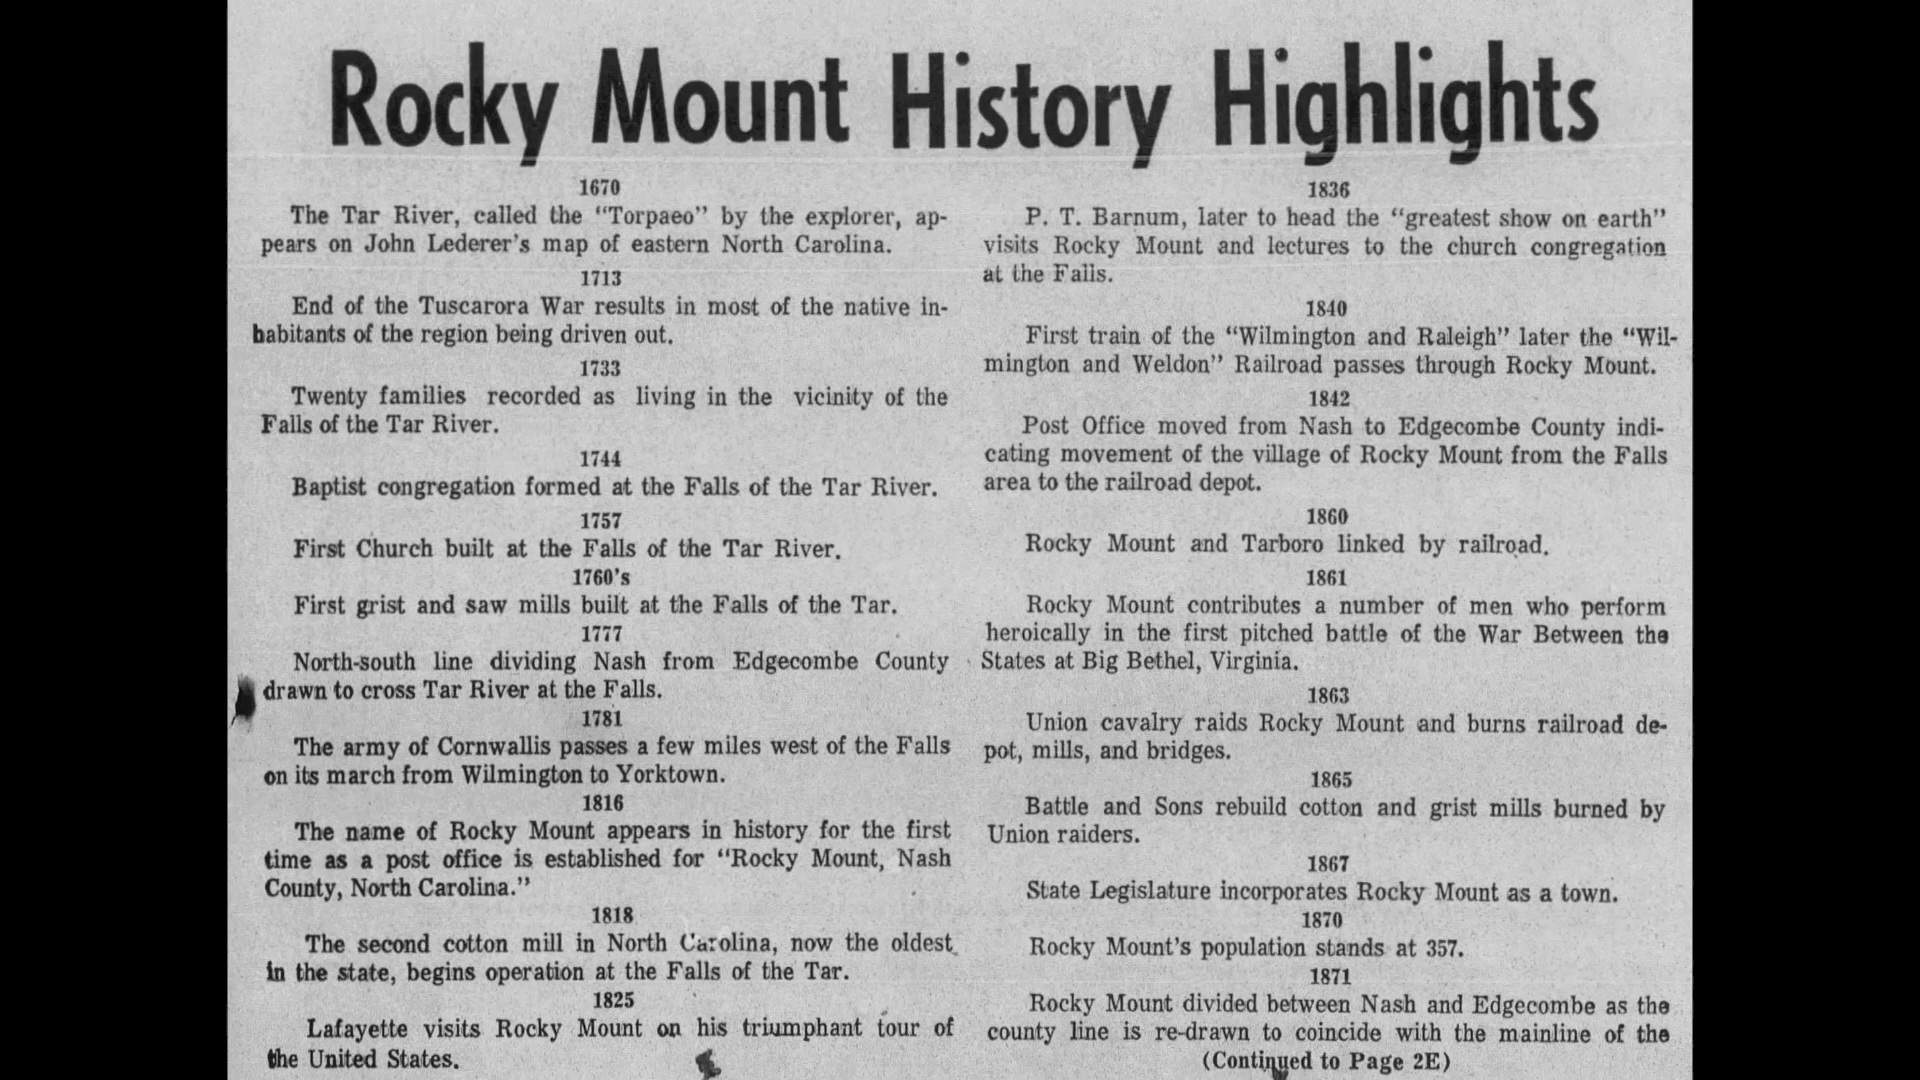 Rocky Mount History Highlights
1670
The Tar River, called the "Torpaeo" by the explorer, ap-
pears on John Lederer's map of eastern North Carolina.
1713
End of the Tuscarora War results in most of the native in-
habitants of the region being driven out.
1733
Twenty families recorded as living in the vicinity of the
Falls of the Tar River.
1744
Baptist congregation formed at the Falls of the Tar River.
1757
First Church built at the Falls of the Tar River.
1760's
First grist and saw mills built at the Falls of the Tar.
1777
North-south line dividing Nash from Edgecombe County
drawn to cross Tar River at the Falls.
1781
The army of Cornwallis passes a few miles west of the Falls
on its march from Wilmington to Yorktown.
1816
The name of Rocky Mount appears in history for the first
time as a post office is established for "Rocky Mount, Nash
County, North Carolina."
1818
The second cotton mill in North Carolina, now the oldest
in the state, begins operation at the Falls of the Tar.
1825
Lafayette visits Rocky Mount on his triumphant tour of
the United States.
1836
P. T. Barnum, later to head the "greatest show on earth"
visits Rocky Mount and lectures to the church congregation
at the Falls.
1840
First train of the "Wilmington and Raleigh" later the "Wil-
mington and Weldon" Railroad passes through Rocky Mount.
1842
Post Office moved from Nash to Edgecombe County indi-
cating movement of the village of Rocky Mount from the Falls
area to the railroad depot.
1860
Rocky Mount and Tarboro linked by railroad.
1861
Rocky Mount contributes a number of men who perform
heroically in the first pitched battle of the War Between the
States at Big Bethel, Virginia.
1863
Union cavalry raids Rocky Mount and burns railroad de-
pot, mills, and bridges.
1865
Battle and Sons rebuild cotton and grist mills burned by
Union raiders.
1867
State Legislature incorporates Rocky Mount as a town.
1870
Rocky Mount's population stands at 357.
1871
Rocky Mount divided between Nash and Edgecombe as the
county line is re-drawn to coincide with the mainline of the
(Continued to Page 2E)